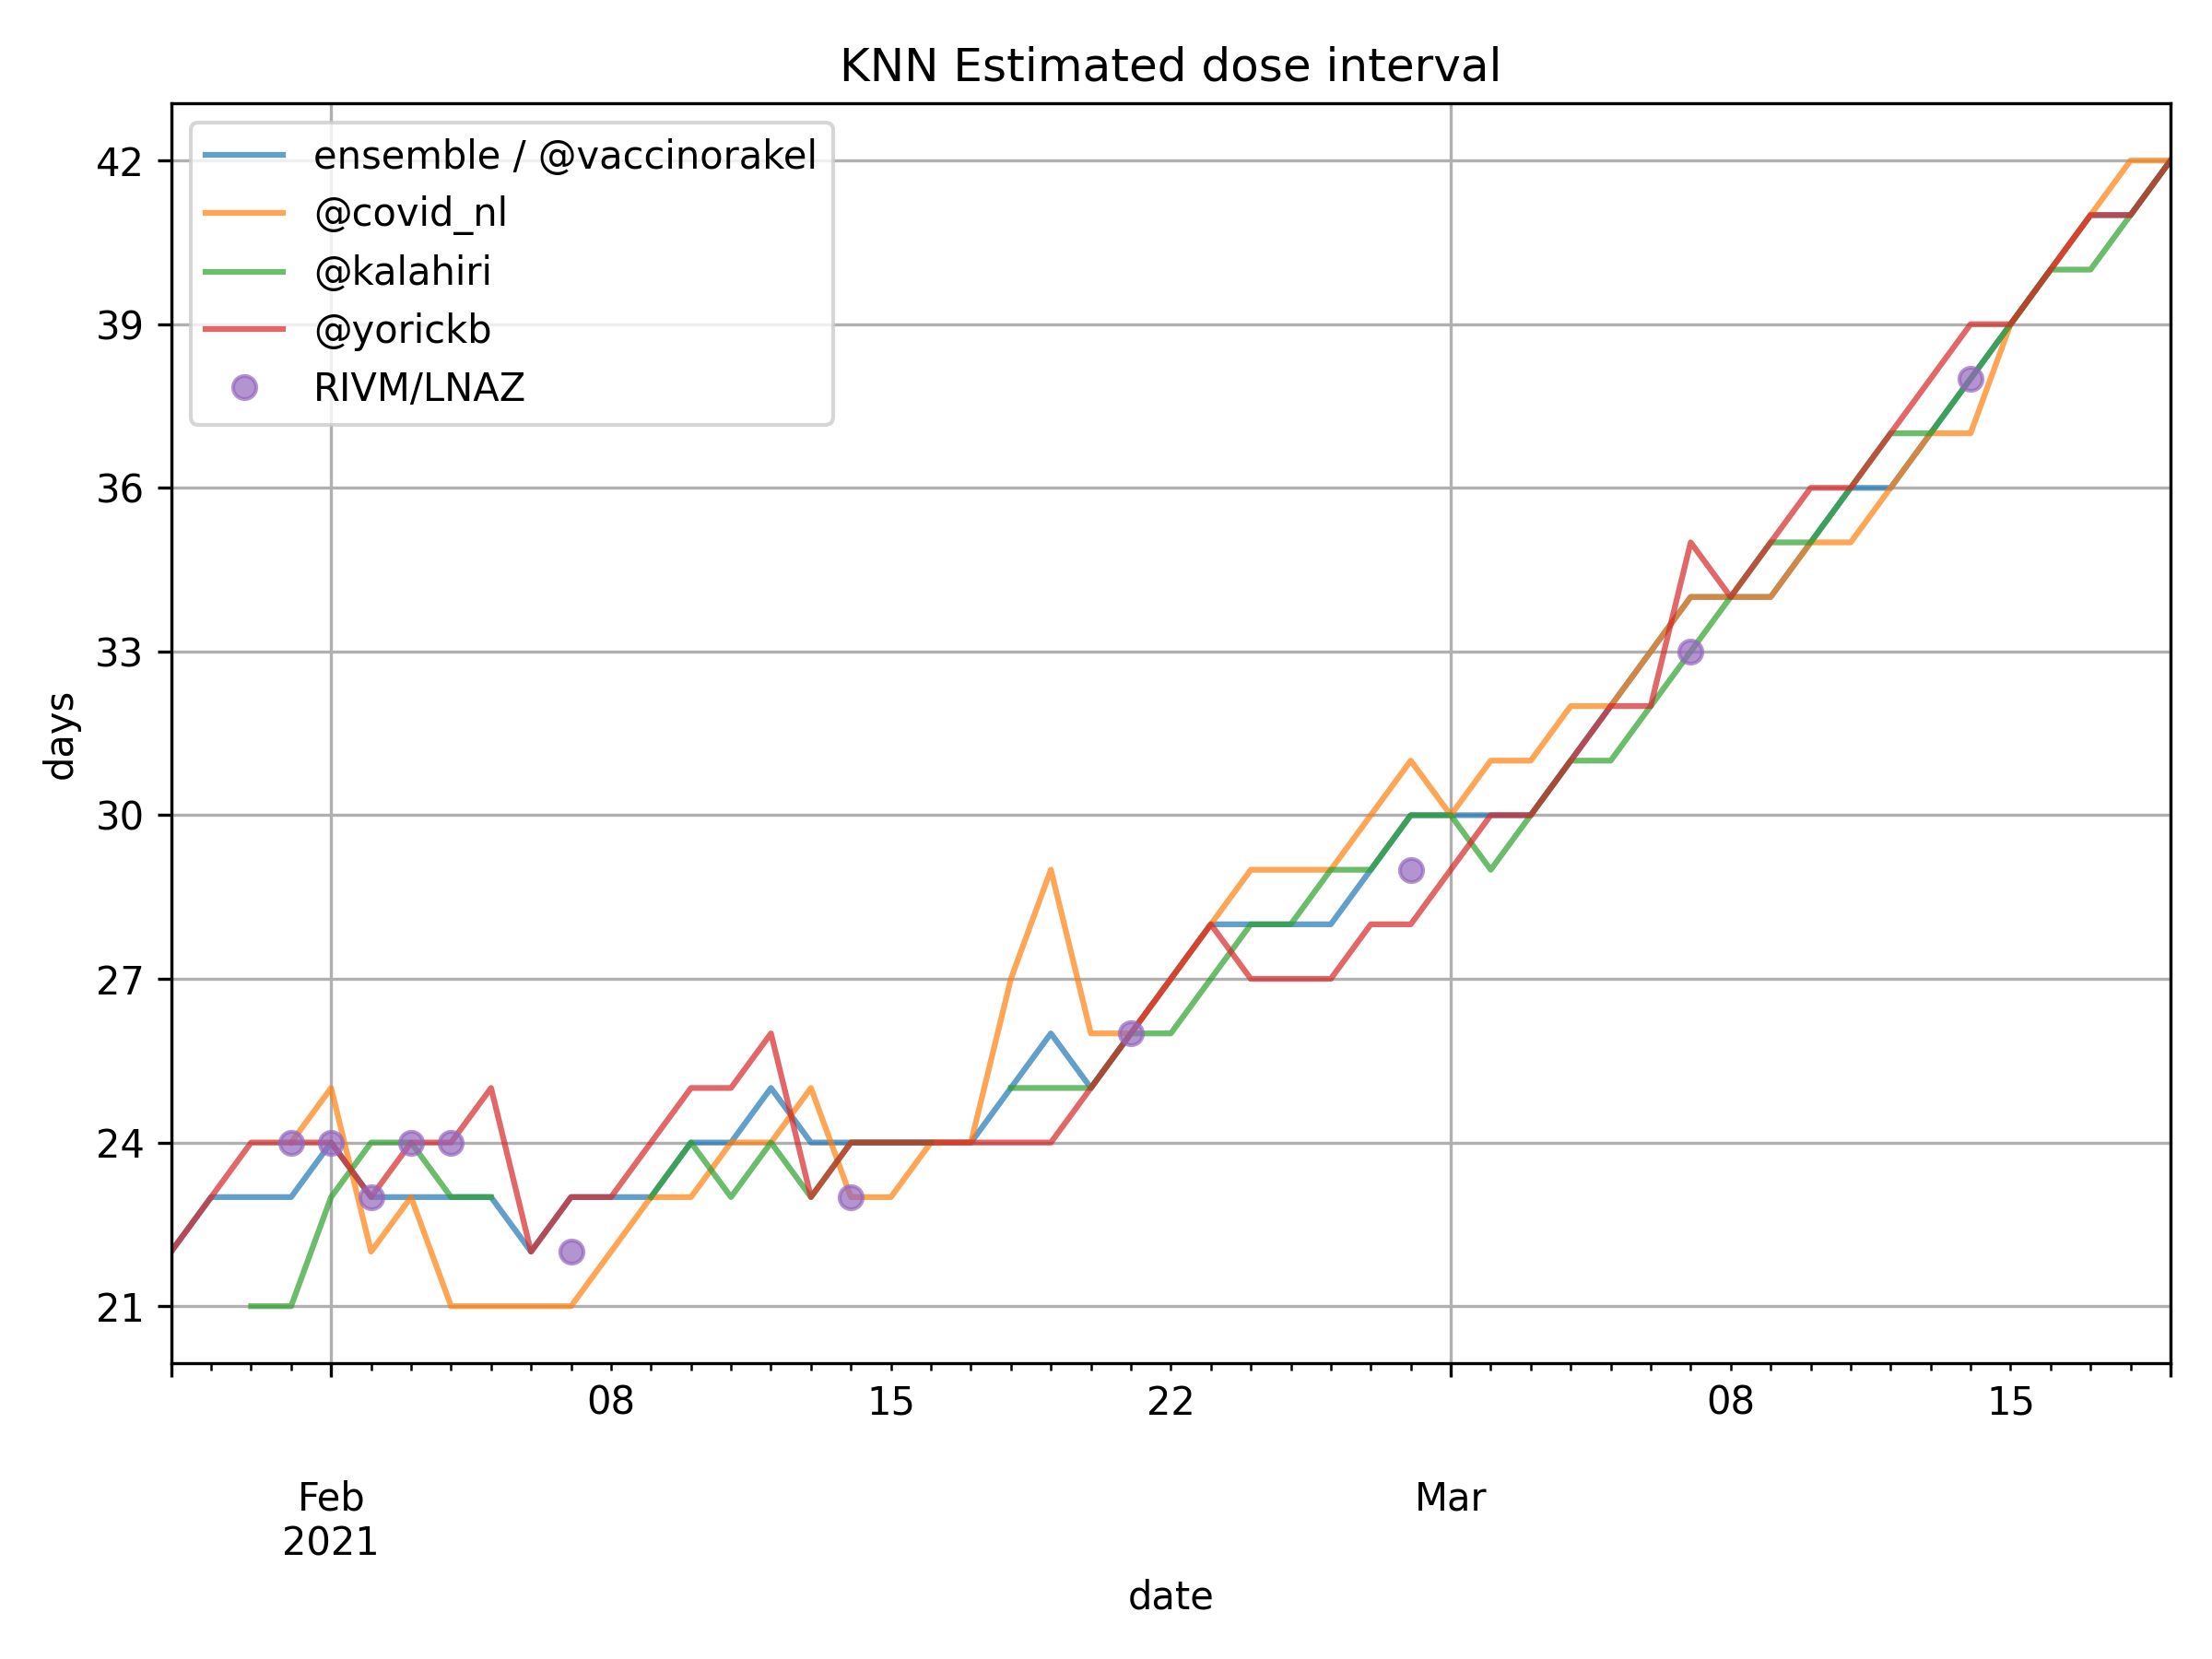 KNN Estimated dose interval
ensemble / @vaccinorakel
@covid_nl
@kalahiri
@yorickb
RIVM/LNAZ
days
42
39
36
33
30
27
24
21
08 15 22 08 15
Feb Mar
2021
date